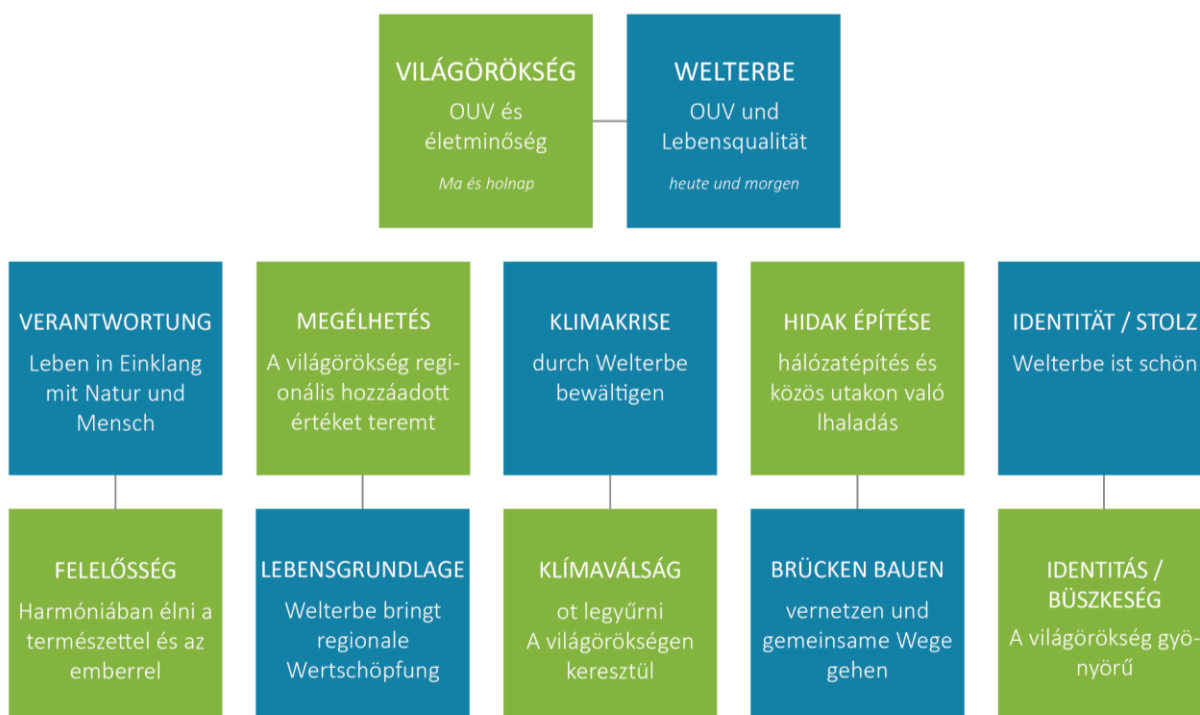 VILÁGÖRÖKSÉG
OUV és
életminőség
Ma és holnap
WELTERBE
OUV und
Lebensqualität
heute und morgen
VERANTWORTUNG
Leben in Einklang
mit Natur und
Mensch
MEGÉLHETÉS
A világörökség regi-
onális hozzáadott
értéket teremt
KLIMAKRISE
durch Welterbe
bewältigen
HIDAK ÉPÍTÉSE
hálózatépítés és
közös utakon való
lhaladás
IDENTITÄT / STOLZ
Welterbe ist schön
FELELŐSSÉG
Harmóniában élni a
természettel és az
emberrel
LEBENSGRUNDLAGE
Welterbe bringt
regionale
Wertschöpfung
KLÍMAVÁLSÁG
ot legyűrni
A világörökségen
keresztül
BRÜCKEN BAUEN
vernetzen und
gemeinsame Wege
gehen
IDENTITÁS /
BÜSZKESÉG
A világörökség gyö-
nyörű